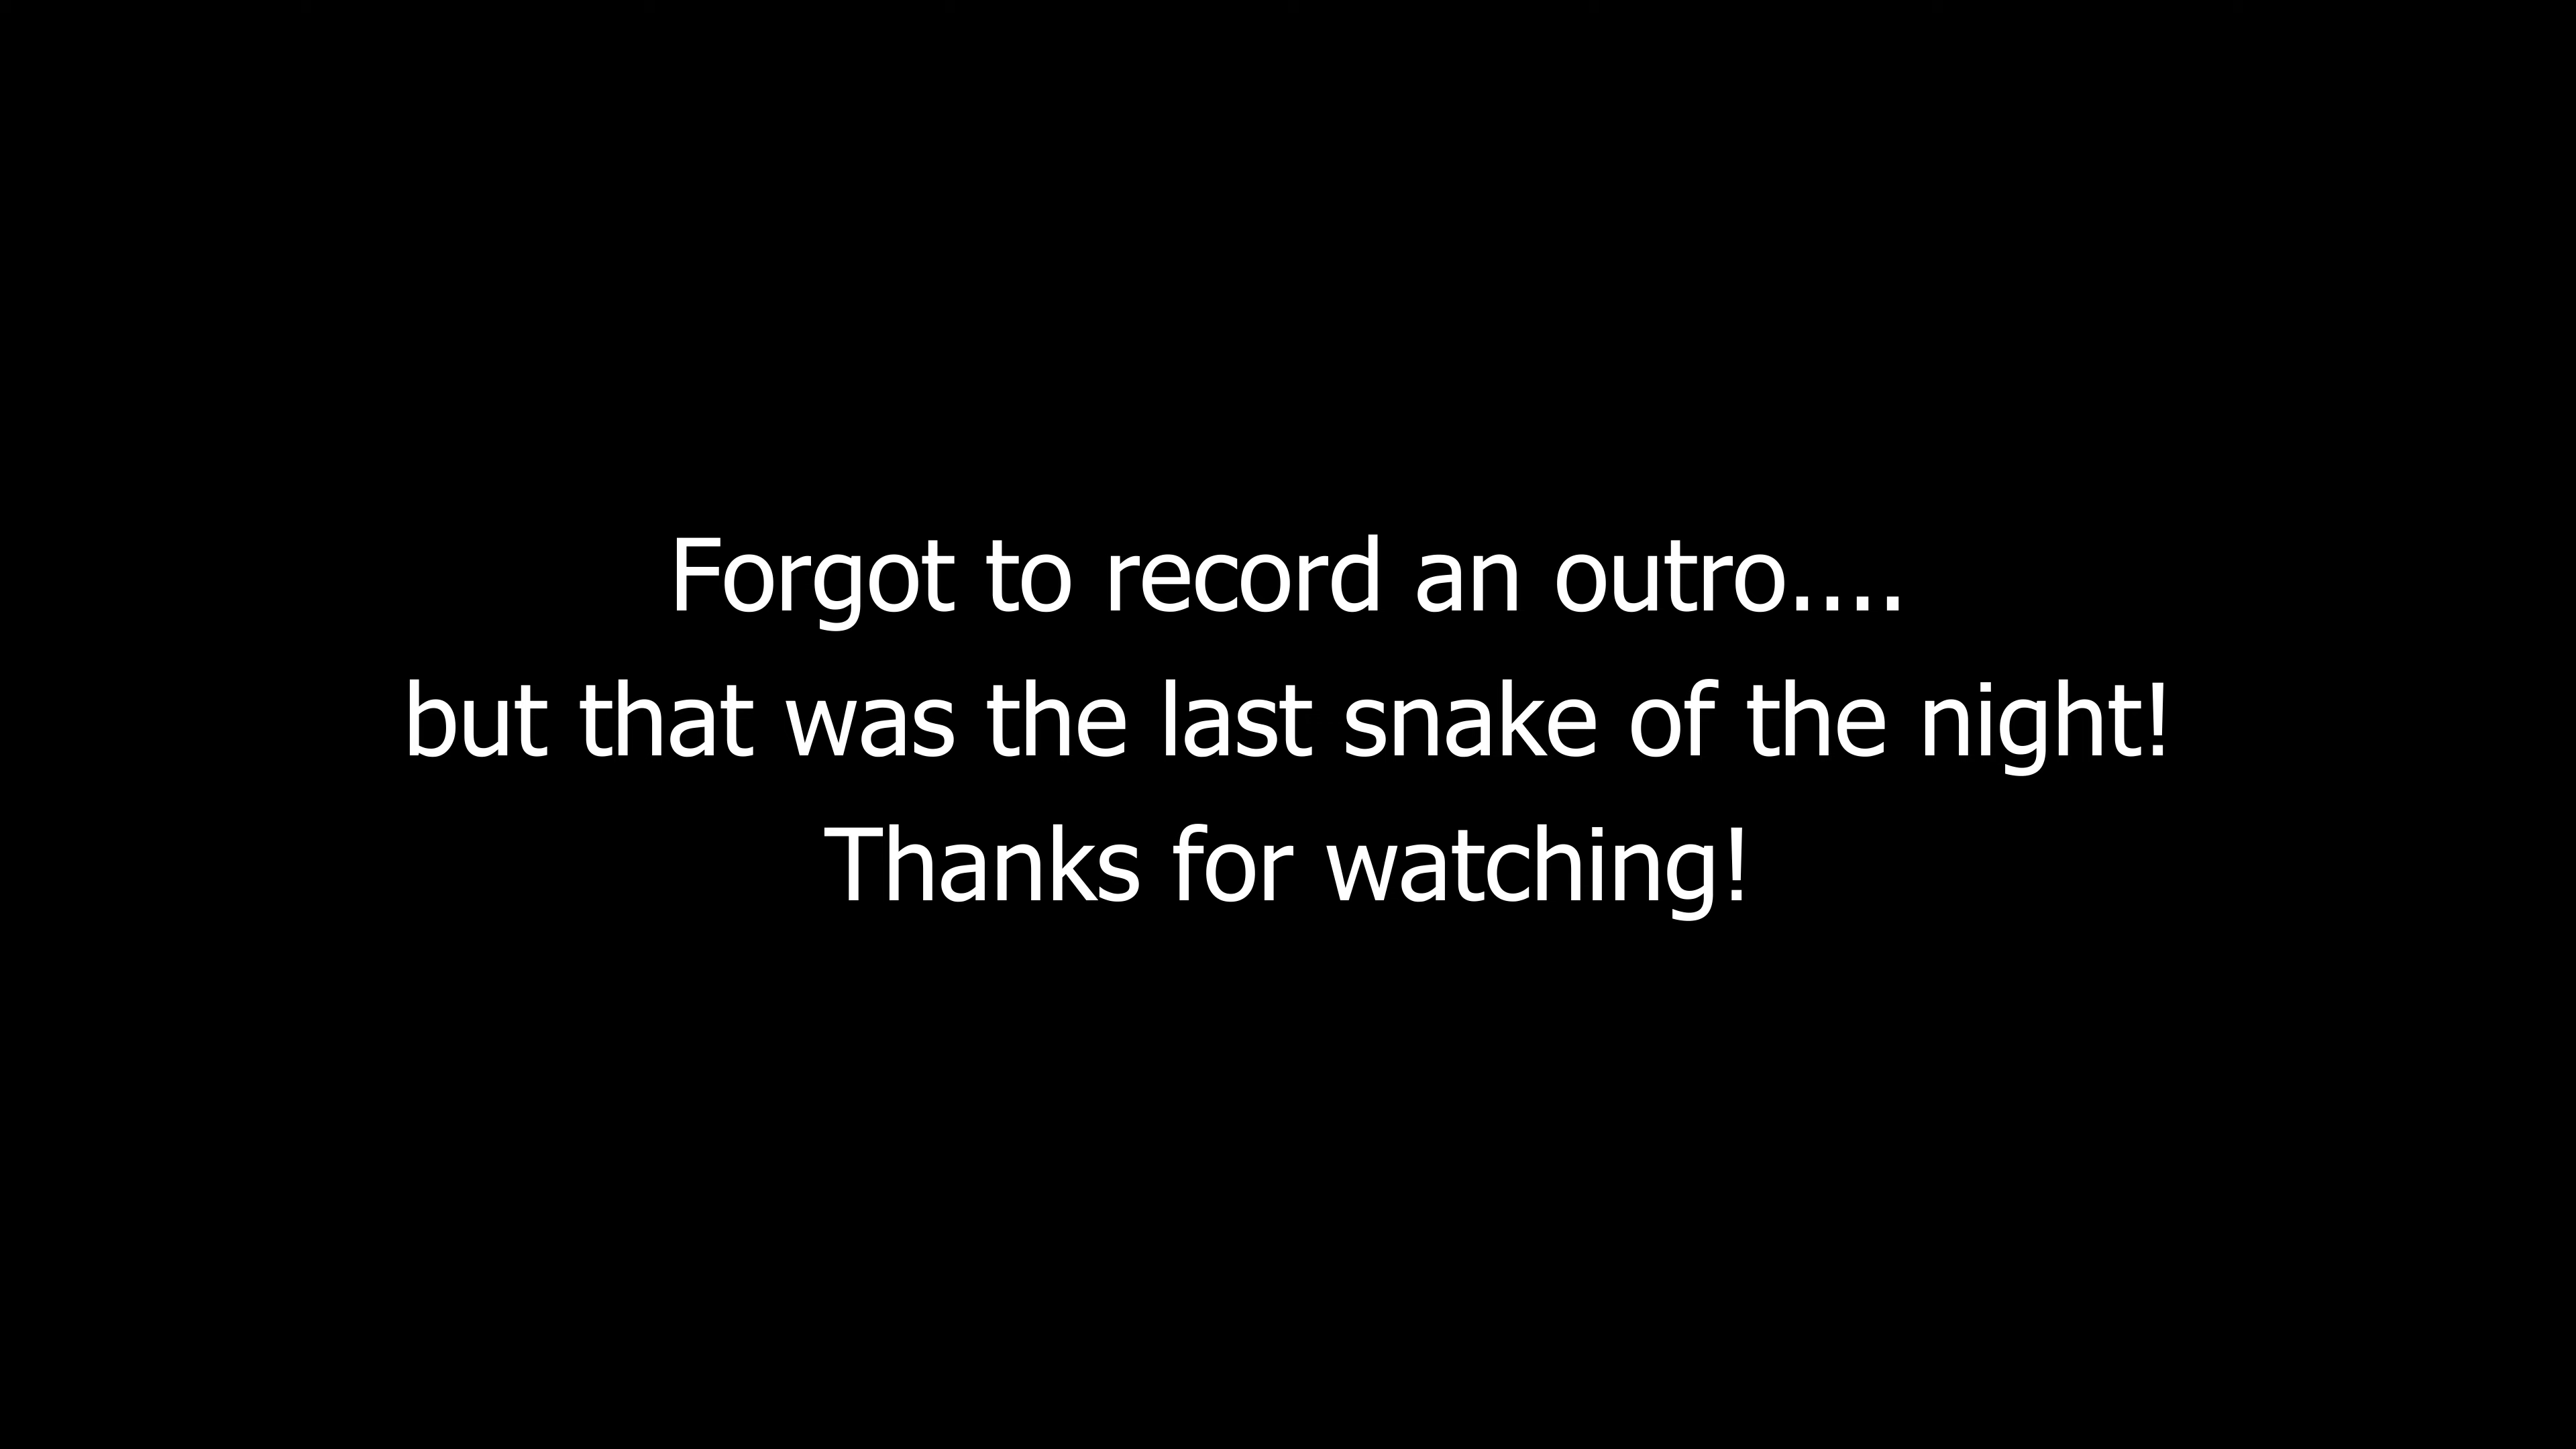 Forgot to record an outro....
but that was the last snake of the night!
Thanks for watching!